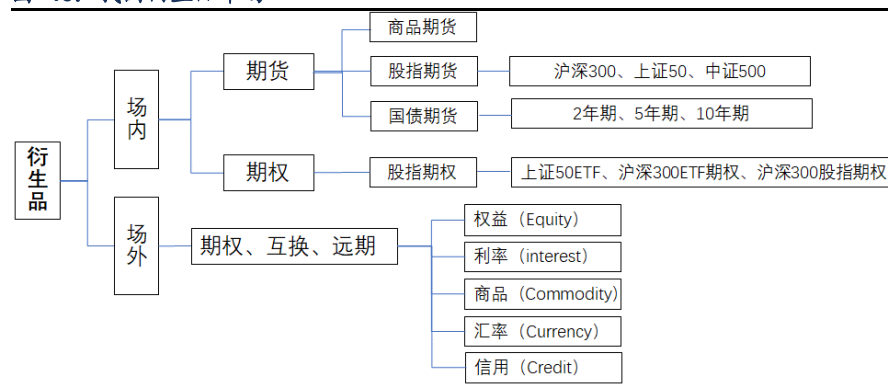 商品期货
期货
股指期货
沪深300、上证50、中证500
场内
国债期货
2年期、5年期、10年期
衍生品
期权
股指期权
上证50ETF、沪深300ETF期权、沪深300股指期权
场外
期权、互换、远期
权益（Equity）
利率（interest）
商品（Commodity)
汇率（Currency）
信用（Credit）